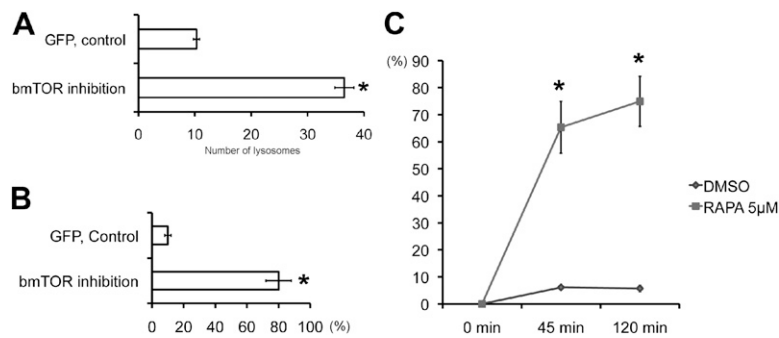 A
GFP, control
bmTOR inhibition
*
0 10 20 30 40
Number of lysosomes
B
GFP, Control
bmTOR inhibition
*
0 20 40 60 80 100 (%)
C
(%)
90
80
70
60
50
40
30
20
10
0
* *
0 min 45 min 120 min
DMSO
RAPA 5µM